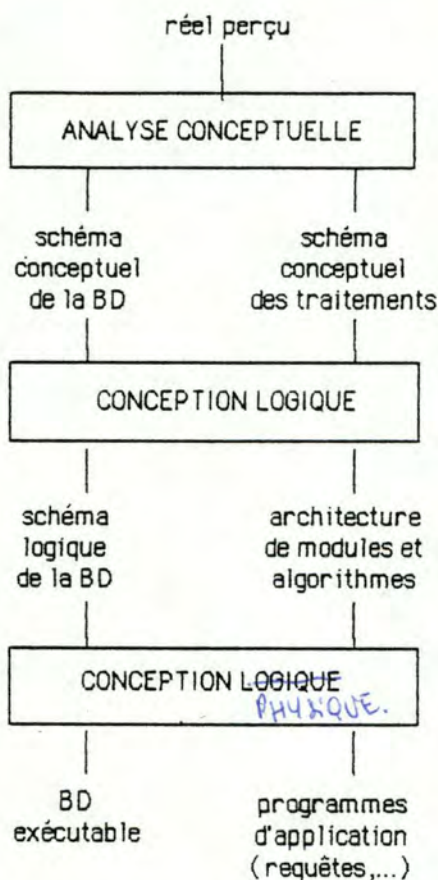 réel perçu
ANALYSE CONCEPTUELLE
schéma
conceptuel
de la BD
schéma
conceptuel
des traitements
CONCEPTION LOGIQUE
schéma
logique
de la BD
architecture
de modules et
algorithmes
CONCEPTION LOGIQUE
PHYSIQUE.
BD
exécutable
programmes
d'application
(requêtes,...)